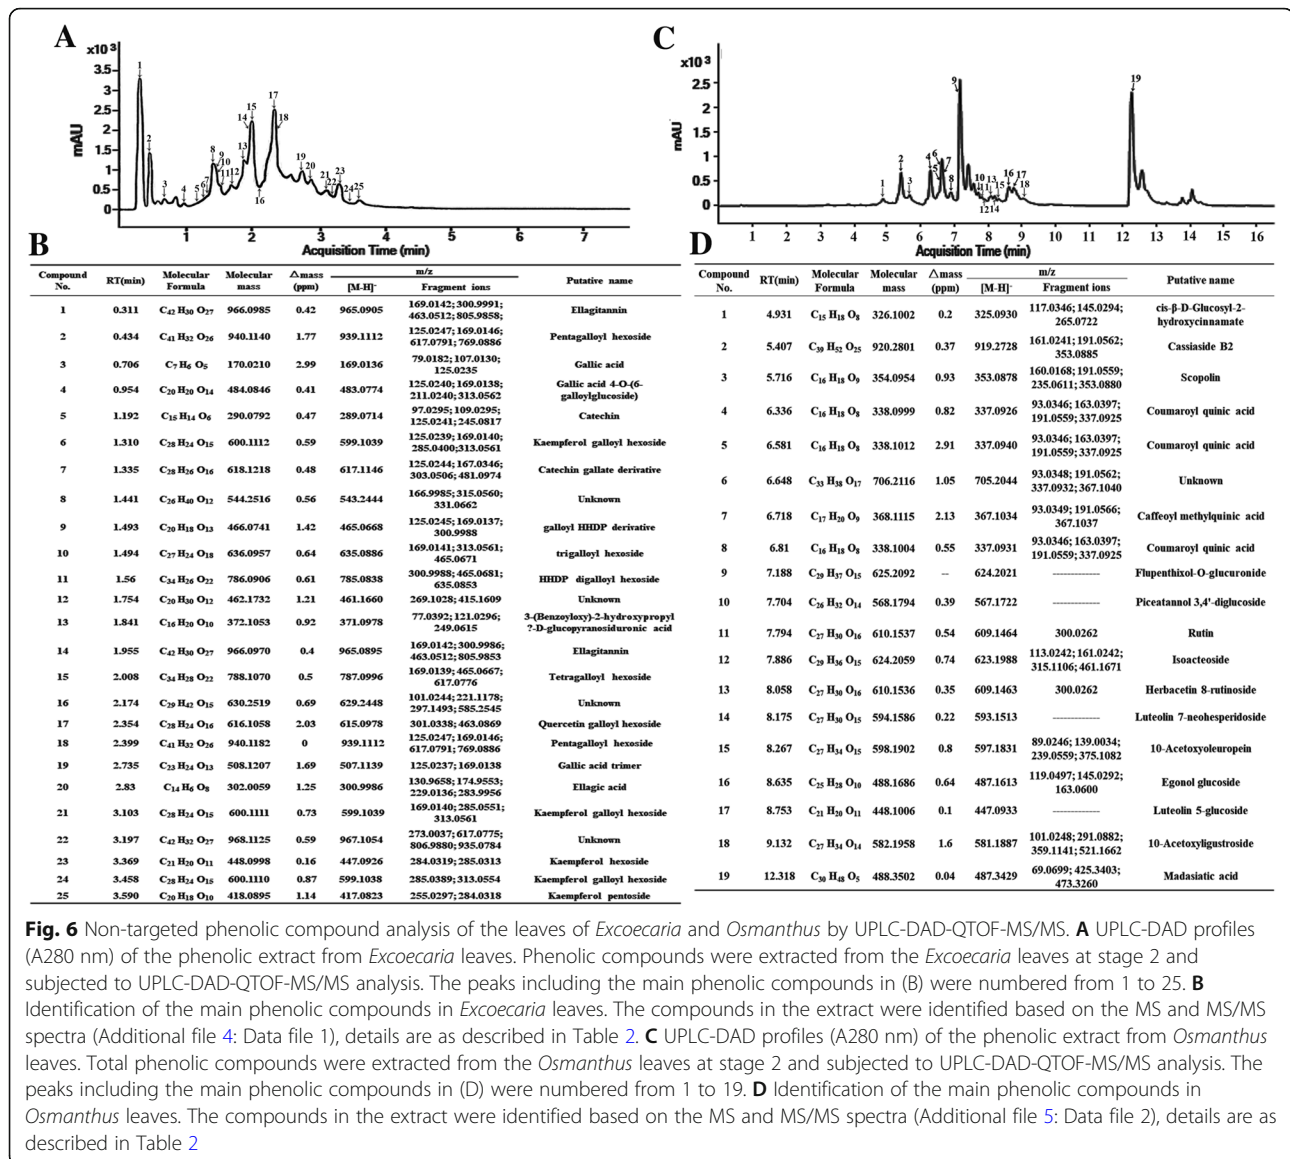 A
x10³
3.5
3
2.5
2
1.5
1
0.5
0
mAU
1
2
3
4
5
6
7
8
9
10
11
12
13
14
15
16
17
18
19
20
21
22
23
24
25
1 2 3 4 5 6 7
Acquisition Time (min)
C
x10³
2.5
2
1.5
1
0.5
0
mAU
1
2
3
4
5
6
7
8
9
10
11
12
13
14
15
16
17
18
19
1 2 3 4 5 6 7 8 9 10 11 12 13 14 15 16
Acquisition Time (min)
B
Compound No. RT(min) Molecular Formula Molecular mass △mass (ppm) m/z [M-H]⁻ Fragment ions Putative name
1 0.311 C₄₂ H₃₀ O₂₇ 966.0985 0.42 965.0905 169.0142;300.9991; 463.0512;805.9858; Ellagitannin
2 0.434 C₄₁ H₃₂ O₂₆ 940.1140 1.77 939.1112 125.0247;169.0146; 617.0791;769.0886 Pentagalloyl hexoside
3 0.706 C₇ H₆ O₅ 170.0210 2.99 169.0136 79.0182;107.0130; 125.0235 Gallic acid
4 0.954 C₂₀ H₂₀ O₁₄ 484.0846 0.41 483.0774 125.0240;169.0138; 211.0240;313.0562 Gallic acid 4-O-(6-galloylglucoside)
5 1.192 C₁₅ H₁₄ O₆ 290.0792 0.47 289.0714 97.0295;109.0295; 125.0241;245.0817 Catechin
6 1.310 C₂₈ H₂₄ O₁₅ 600.1112 0.59 599.1039 125.0239;169.0140; 285.0400;313.0561 Kaempferol galloyl hexoside
7 1.335 C₂₈ H₂₆ O₁₆ 618.1218 0.48 617.1146 125.0244;167.0346; 303.0506;481.0974 Catechin gallate derivative
8 1.441 C₂₆ H₄₀ O₁₂ 544.2516 0.56 543.2444 166.9985;315.0560; 331.0662 Unknown
9 1.493 C₂₀ H₁₈ O₁₃ 466.0741 1.42 465.0668 125.0245;169.0137; 300.9988 galloyl HHDP derivative
10 1.494 C₂₇ H₂₄ O₁₈ 636.0957 0.64 635.0886 169.0141;313.0561; 465.0671 trigalloyl hexoside
11 1.56 C₃₄ H₂₆ O₂₂ 786.0906 0.61 785.0838 300.9988;465.0681; 635.0853 HHDP digalloyl hexoside
12 1.754 C₂₀ H₃₀ O₁₂ 462.1732 1.21 461.1660 269.1028;415.1609 Unknown
13 1.841 C₁₆ H₂₀ O₁₀ 372.1053 0.92 371.0978 77.0392;121.0296; 249.0615 3-(Benzoyloxy)-2-hydroxypropyl ?-D-glucopyranosiduronic acid
14 1.955 C₄₂ H₃₀ O₂₇ 966.0970 0.4 965.0895 169.0142;300.9986; 463.0512;805.9853 Ellagitannin
15 2.008 C₃₄ H₂₈ O₂₂ 788.1070 0.5 787.0996 169.0139;465.0667; 617.0776 Tetragalloyl hexoside
16 2.174 C₂₉ H₄₂ O₁₅ 630.2519 0.69 629.2448 101.0244;221.1178; 297.1493;585.2545 Unknown
17 2.354 C₂₈ H₂₄ O₁₆ 616.1058 2.03 615.0978 301.0338;463.0869 Quercetin galloyl hexoside
18 2.399 C₄₁ H₃₂ O₂₆ 940.1182 0 939.1112 125.0247;169.0146; 617.0791;769.0886 Pentagalloyl hexoside
19 2.735 C₂₃ H₂₄ O₁₃ 508.1207 1.69 507.1139 125.0237;169.0138 Gallic acid trimer
20 2.83 C₁₄ H₆ O₈ 302.0059 1.25 300.9986 130.9658;174.9553; 229.0136;283.9956 Ellagic acid
21 3.103 C₂₈ H₂₄ O₁₅ 600.1111 0.73 599.1039 169.0140;285.0551; 313.0561 Kaempferol galloyl hexoside
22 3.197 C₄₂ H₃₂ O₂₇ 968.1125 0.59 967.1054 273.0037;617.0775; 806.9880;935.0784 Unknown
23 3.369 C₂₁ H₂₀ O₁₁ 448.0998 0.16 447.0926 284.0319;285.0313 Kaempferol hexoside
24 3.458 C₂₈ H₂₄ O₁₅ 600.1110 0.87 599.1038 285.0389;313.0554 Kaempferol galloyl hexoside
25 3.590 C₂₀ H₁₈ O₁₀ 418.0895 1.14 417.0823 255.0297;284.0318 Kaempferol pentoside
D
Compound No. RT(min) Molecular Formula Molecular mass △mass (ppm) m/z [M-H]⁻ Fragment ions Putative name
1 4.931 C₁₅ H₁₈ O₈ 326.1002 0.2 325.0930 117.0346;145.0294; 265.0722 cis-β-D-Glucosyl-2-hydroxycinnamate
2 5.407 C₃₉ H₅₂ O₂₅ 920.2801 0.37 919.2728 161.0241;191.0562; 353.0885 Cassiaside B2
3 5.716 C₁₆ H₁₈ O₉ 354.0954 0.93 353.0878 160.0168;191.0559; 235.0611;353.0880 Scopolin
4 6.336 C₁₆ H₁₈ O₈ 338.0999 0.82 337.0926 93.0346;163.0397; 191.0559;337.0925 Coumaroyl quinic acid
5 6.581 C₁₆ H₁₈ O₈ 338.1012 2.91 337.0940 93.0346;163.0397; 191.0559;337.0925 Coumaroyl quinic acid
6 6.648 C₃₃ H₃₈ O₁₇ 706.2116 1.05 705.2044 93.0348;191.0562; 337.0932;367.1040 Unknown
7 6.718 C₁₇ H₂₀ O₉ 368.1115 2.13 367.1034 93.0349;191.0566; 367.1037 Caffeoyl methylquinic acid
8 6.81 C₁₆ H₁₈ O₈ 338.1004 0.55 337.0931 93.0346;163.0397; 191.0559;337.0925 Coumaroyl quinic acid
9 7.188 C₂₉ H₃₇ O₁₅ 625.2092 -- 624.2021 ------------- Flupenthixol-O-glucuronide
10 7.704 C₂₆ H₃₂ O₁₄ 568.1794 0.39 567.1722 ------------- Piceatannol 3,4'-diglucoside
11 7.794 C₂₇ H₃₀ O₁₆ 610.1537 0.54 609.1464 300.0262 Rutin
12 7.886 C₂₉ H₃₆ O₁₅ 624.2059 0.74 623.1988 113.0242;161.0242; 315.1106;461.1671 Isoacteoside
13 8.058 C₂₇ H₃₀ O₁₆ 610.1536 0.35 609.1463 300.0262 Herbacetin 8-rutinoside
14 8.175 C₂₇ H₃₀ O₁₅ 594.1586 0.22 593.1513 ------------- Luteolin 7-neohesperidoside
15 8.267 C₂₇ H₃₄ O₁₅ 598.1902 0.8 597.1831 89.0246;139.0034; 239.0559;375.1082 10-Acetoxyoleuropein
16 8.635 C₂₅ H₂₈ O₁₀ 488.1686 0.64 487.1613 119.0497;145.0292; 163.0600 Egonol glucoside
17 8.753 C₂₁ H₂₀ O₁₁ 448.1006 0.1 447.0933 ------------- Luteolin 5-glucoside
18 9.132 C₂₇ H₃₄ O₁₄ 582.1958 1.6 581.1887 101.0248;291.0882; 359.1141;521.1662 10-Acetoxyligustroside
19 12.318 C₃₀ H₄₈ O₅ 488.3502 0.04 487.3429 69.0699;425.3403; 473.3260 Madasiatic acid
Fig. 6 Non-targeted phenolic compound analysis of the leaves of Excoecaria and Osmanthus by UPLC-DAD-QTOF-MS/MS. A UPLC-DAD profiles
(A280 nm) of the phenolic extract from Excoecaria leaves. Phenolic compounds were extracted from the Excoecaria leaves at stage 2 and
subjected to UPLC-DAD-QTOF-MS/MS analysis. The peaks including the main phenolic compounds in (B) were numbered from 1 to 25. B
Identification of the main phenolic compounds in Excoecaria leaves. The compounds in the extract were identified based on the MS and MS/MS
spectra (Additional file 4: Data file 1), details are as described in Table 2. C UPLC-DAD profiles (A280 nm) of the phenolic extract from Osmanthus
leaves. Total phenolic compounds were extracted from the Osmanthus leaves at stage 2 and subjected to UPLC-DAD-QTOF-MS/MS analysis. The
peaks including the main phenolic compounds in (D) were numbered from 1 to 19. D Identification of the main phenolic compounds in
Osmanthus leaves. The compounds in the extract were identified based on the MS and MS/MS spectra (Additional file 5: Data file 2), details are as
described in Table 2